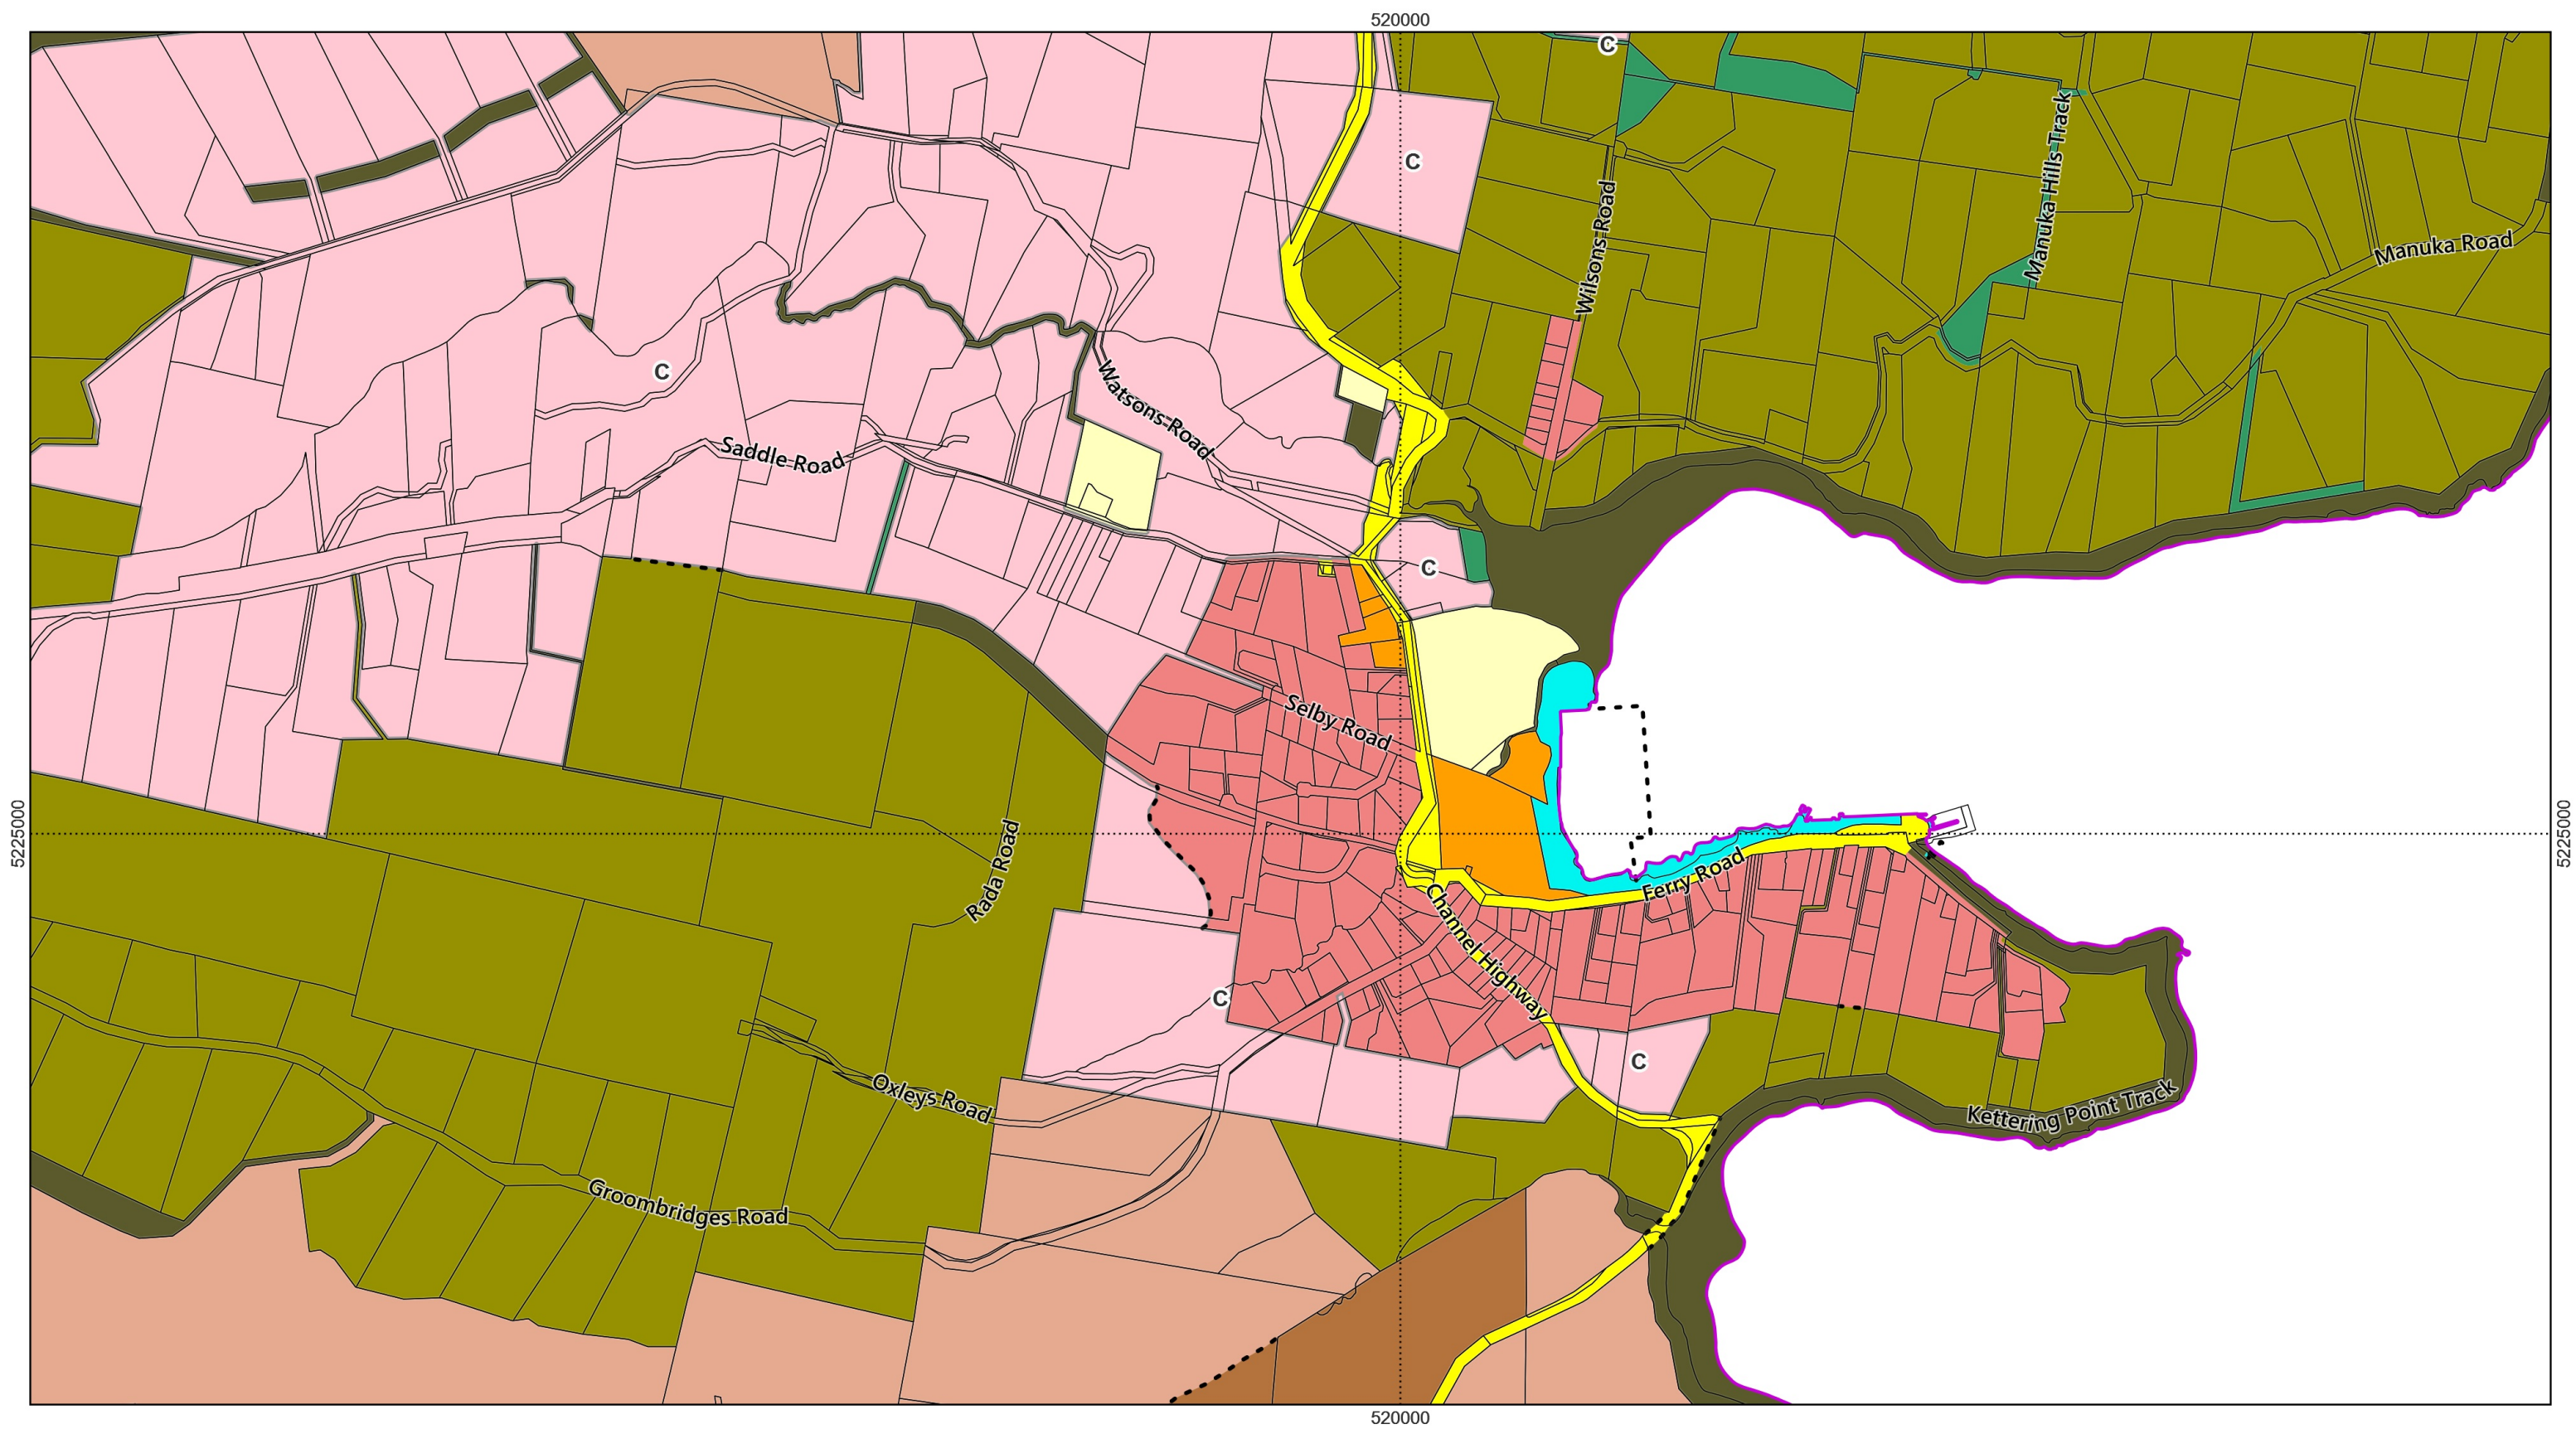 520000
C
C
Manuka Hills Track
Wilsons Road
Manuka Road
C
Watsons Road
Saddle Road
C
Selby Road
5225000
5225000
Rada Road
Ferry Road
Channel Highway
C
C
Oxleys Road
Kettering Point Track
Groombridges Road
520000